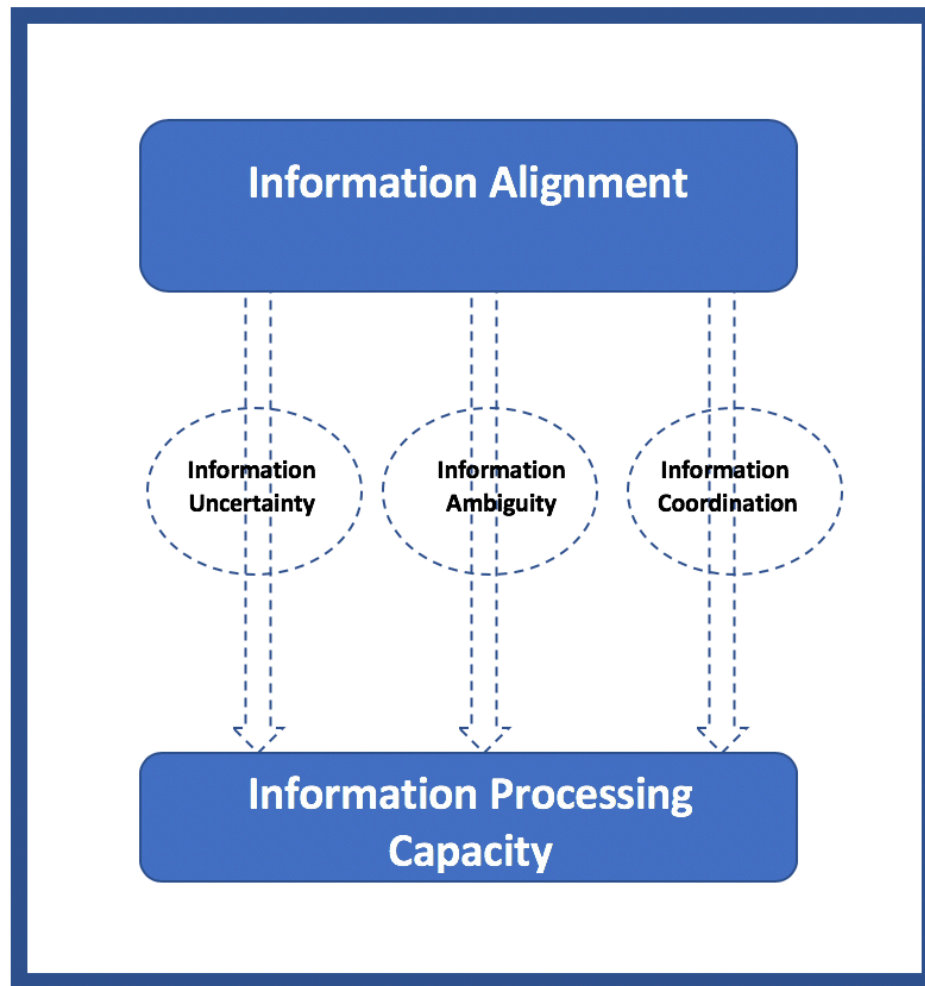 Information Alignment
Information
Uncertainty
Information
Ambiguity
Information
Coordination
Information Processing
Capacity